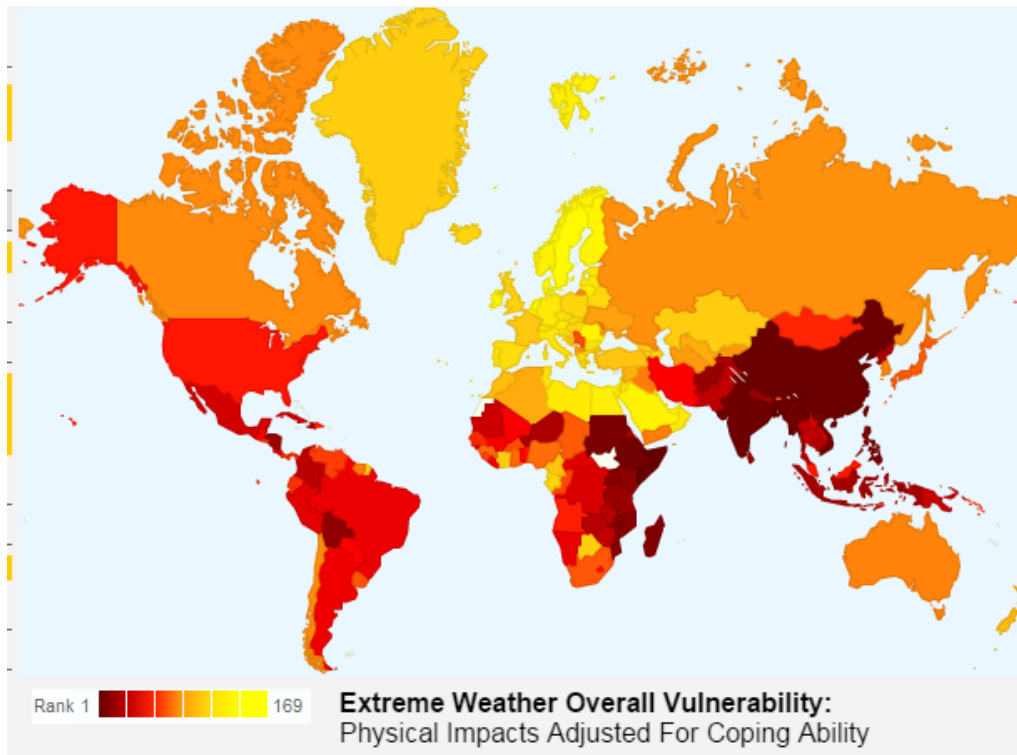 Rank 1 169
Extreme Weather Overall Vulnerability:
Physical Impacts Adjusted For Coping Ability